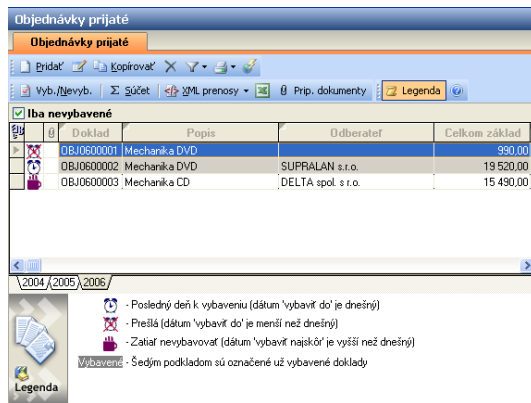 Objednávky prijaté
Objednávky prijaté
Pridať Kopírovať
Vyb./Nevyb. Σ Súčet XML prenosy Prip. dokumenty Legenda
Iba nevybavené
Doklad Popis Odberateľ Celkom základ
OBJ0600001 Mechanika DVD 990,00
OBJ0600002 Mechanika DVD SUPRALAN s.r.o. 19 520,00
OBJ0600003 Mechanika CD DELTA spol. s r.o. 15 490,00
2004 2005 2006
- Posledný deň k vybaveniu (dátum 'vybaviť do' je dnešný)
- Prešlá (dátum 'vybaviť do' je menší než dnešný)
- Zatiaľ nevybavovať (dátum 'vybaviť najskôr' je vyšší než dnešný)
Vybavené - Šedým podkladom sú označené už vybavené doklady
Legenda